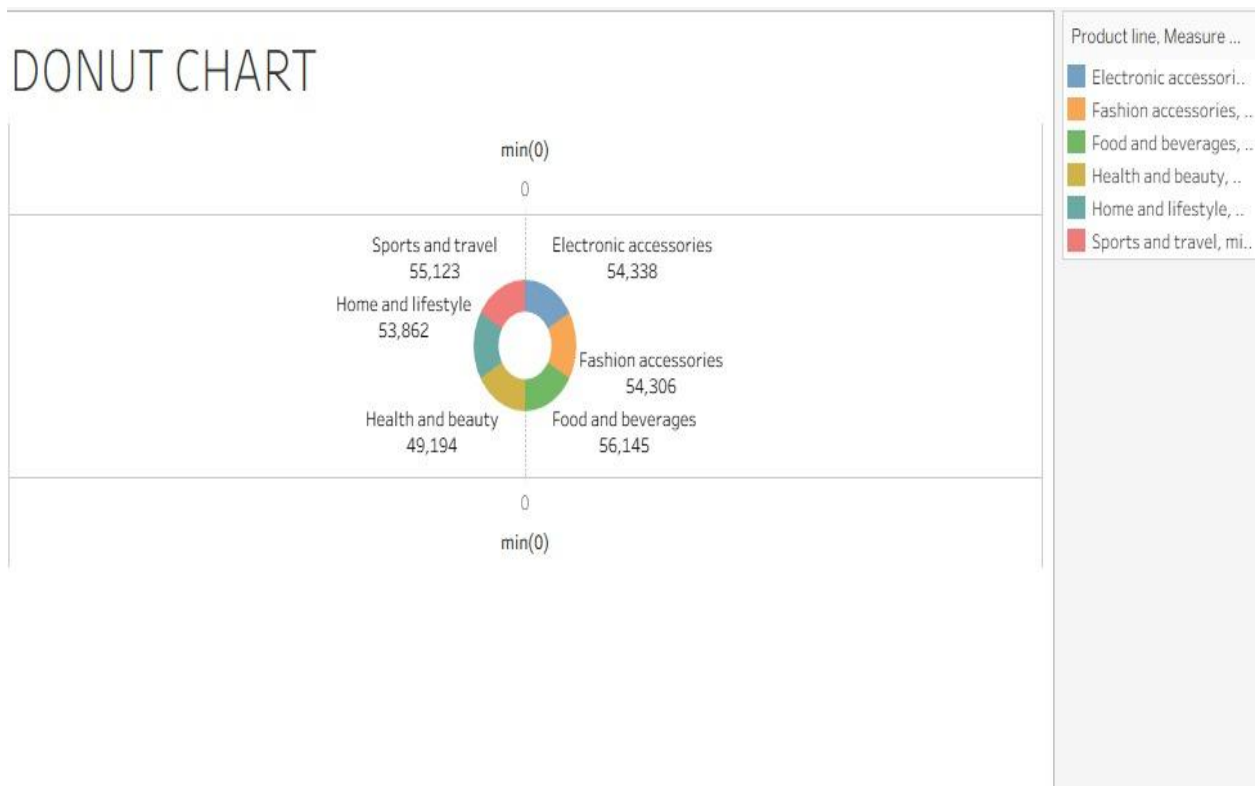 DONUT CHART
min(0)
0
Sports and travel
55,123
Electronic accessories
54,338
Home and lifestyle
53,862
Fashion accessories
54,306
Health and beauty
49,194
Food and beverages
56,145
0
min(0)
Product line, Measure ...
Electronic accessori..
Fashion accessories, ..
Food and beverages, ..
Health and beauty, ..
Home and lifestyle, ..
Sports and travel, mi..